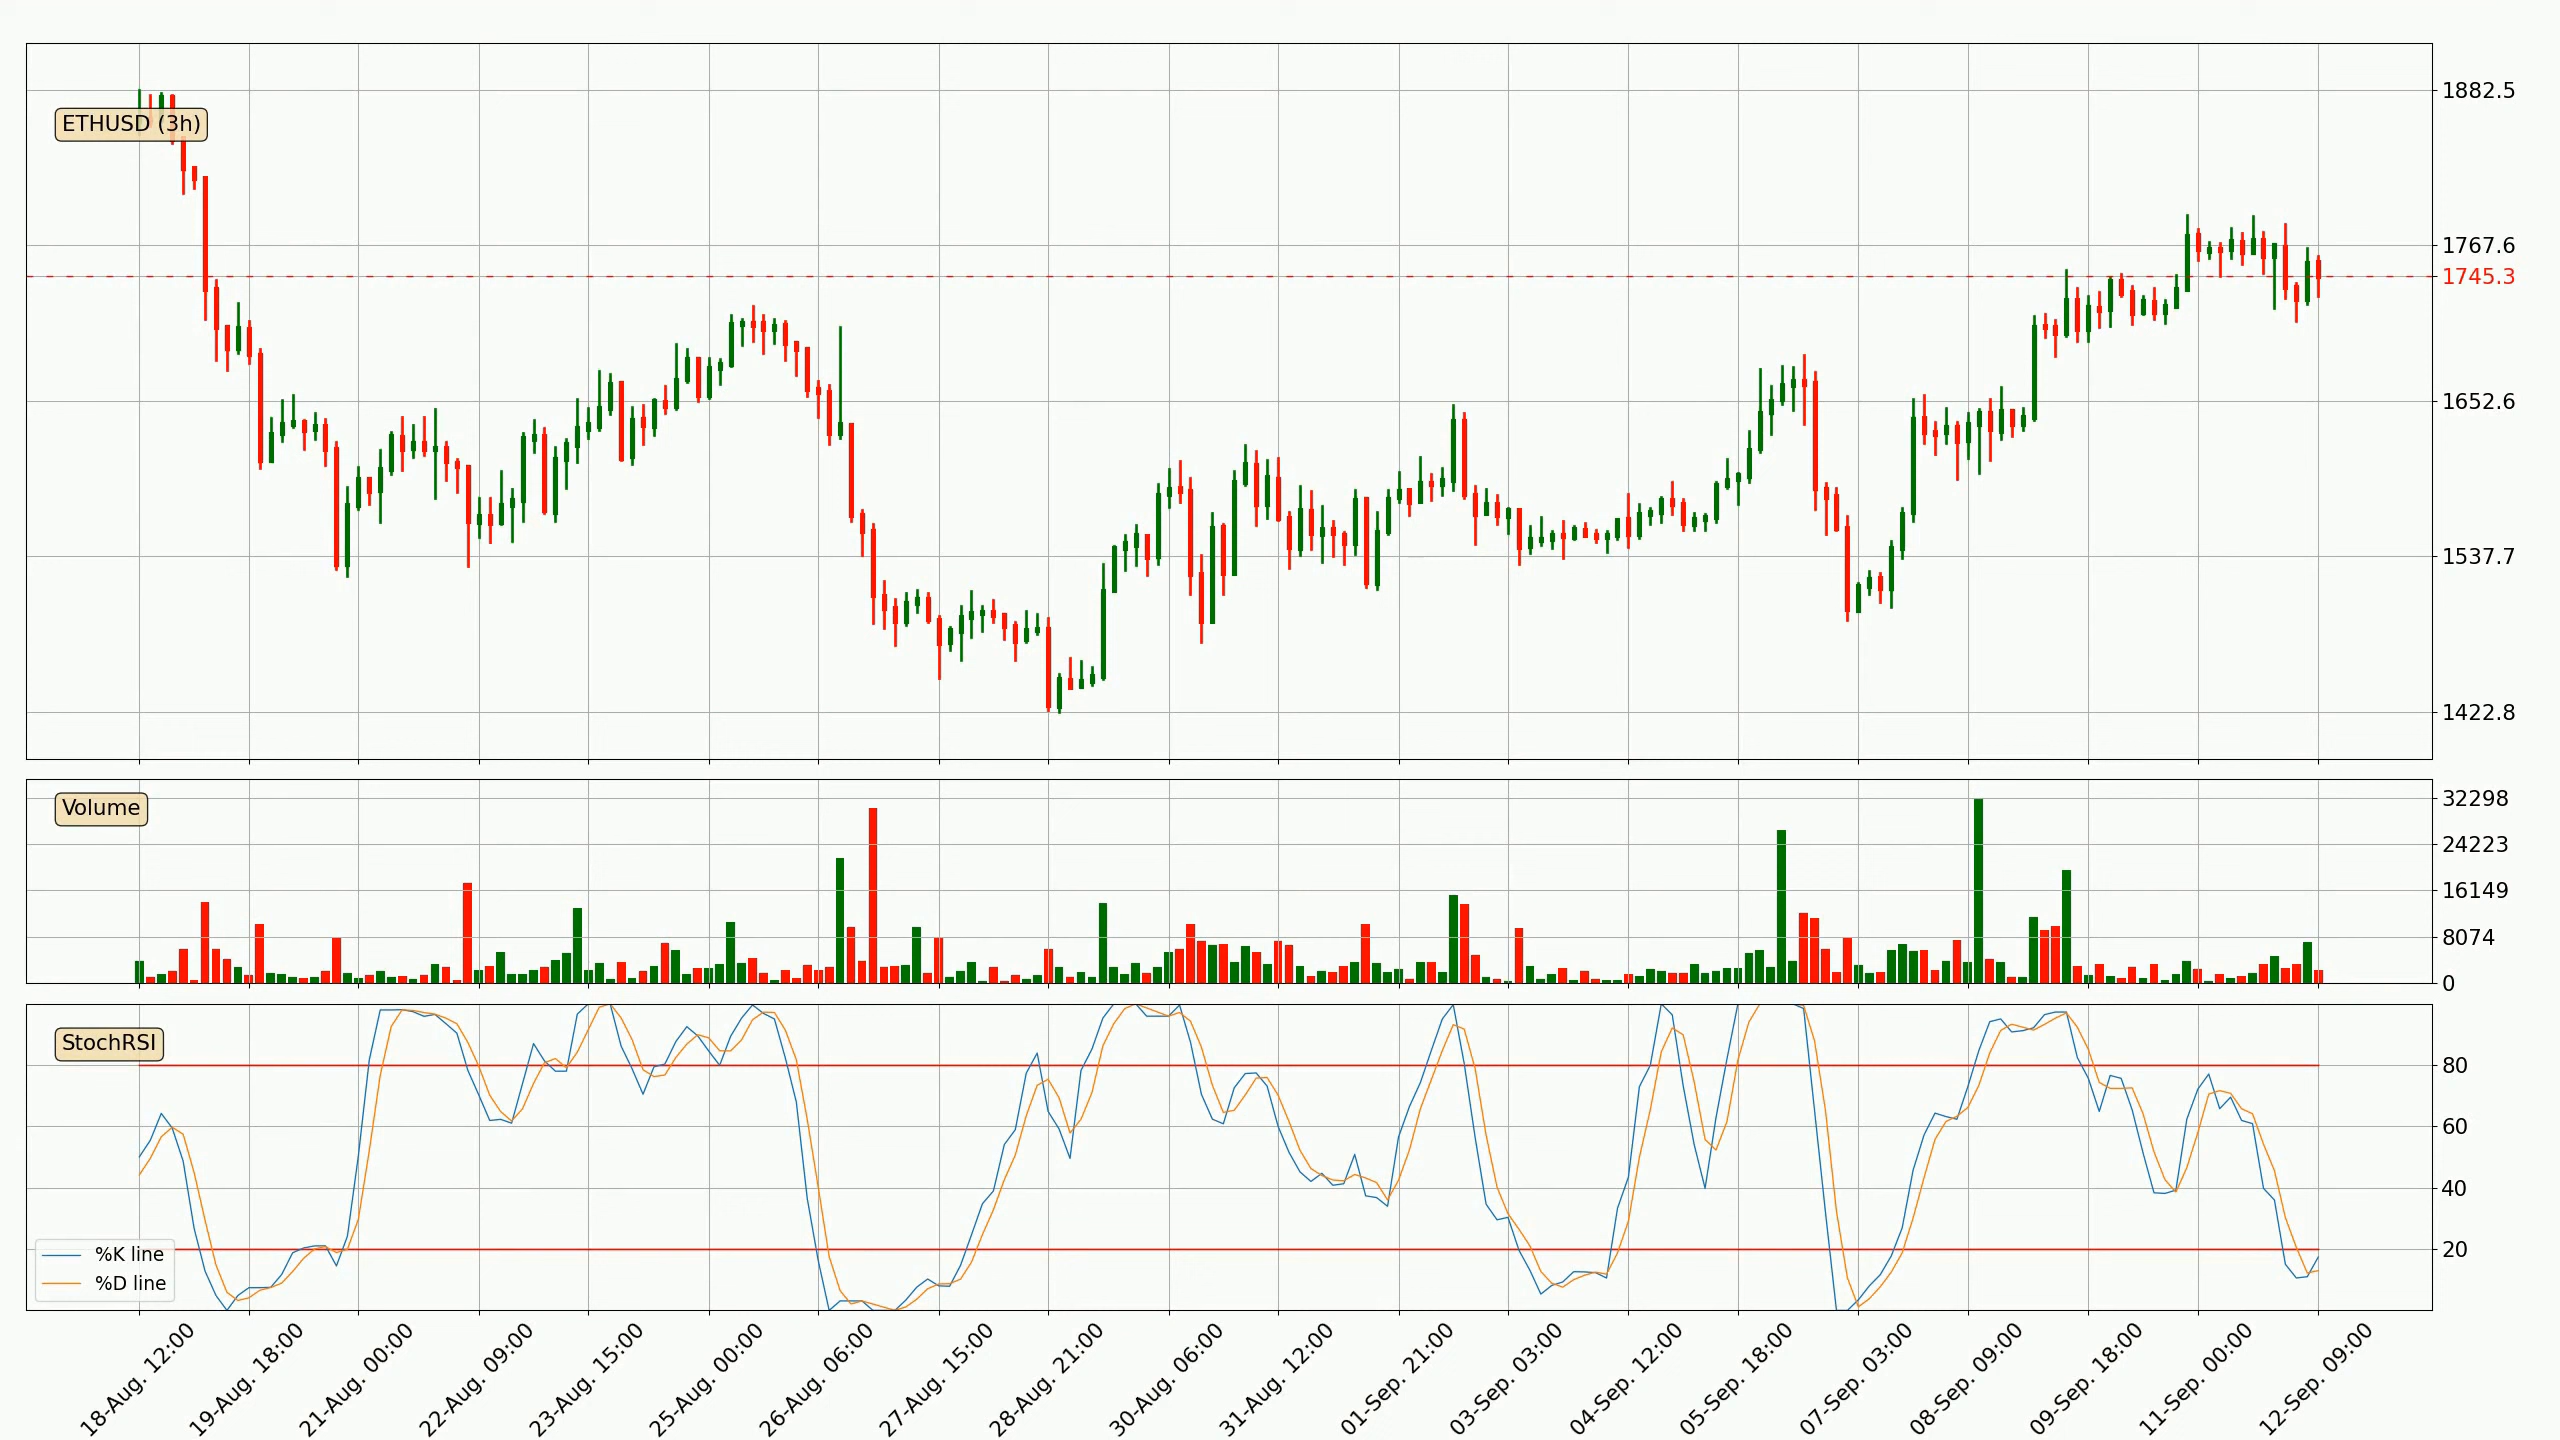 ETHUSD (3h)
1882.5
1767.6
1745.3
1652.6
1537.7
1422.8
Volume
32298
24223
16149
8074
0
StochRSI
80
60
40
20
%K line
%D line
18-Aug. 12:00
19-Aug. 18:00
21-Aug. 00:00
22-Aug. 09:00
23-Aug. 15:00
25-Aug. 00:00
26-Aug. 06:00
27-Aug. 15:00
28-Aug. 21:00
30-Aug. 06:00
31-Aug. 12:00
01-Sep. 21:00
03-Sep. 03:00
04-Sep. 12:00
05-Sep. 18:00
07-Sep. 03:00
08-Sep. 09:00
09-Sep. 18:00
11-Sep. 00:00
12-Sep. 09:00